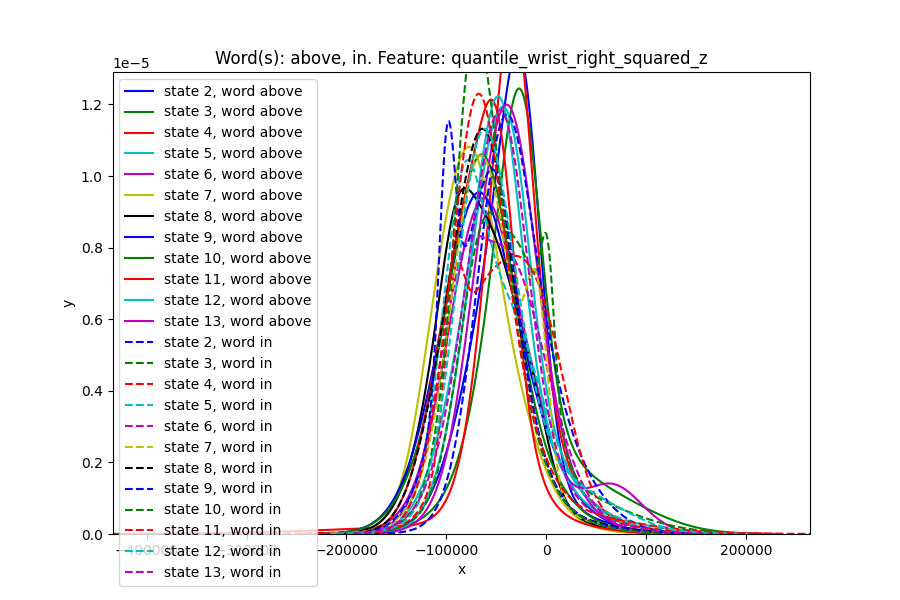 Word(s): above, in. Feature: quantile_wrist_right_squared_z
1e−5
1.2
1.0
0.8
0.6
0.4
0.2
0.0
y
state 2, word above
state 3, word above
state 4, word above
state 5, word above
state 6, word above
state 7, word above
state 8, word above
state 9, word above
state 10, word above
state 11, word above
state 12, word above
state 13, word above
state 2, word in
state 3, word in
state 4, word in
state 5, word in
state 6, word in
state 7, word in
state 8, word in
state 9, word in
state 10, word in
state 11, word in
state 12, word in
state 13, word in
−400000 −300000 −200000 −100000 0 100000 200000
x